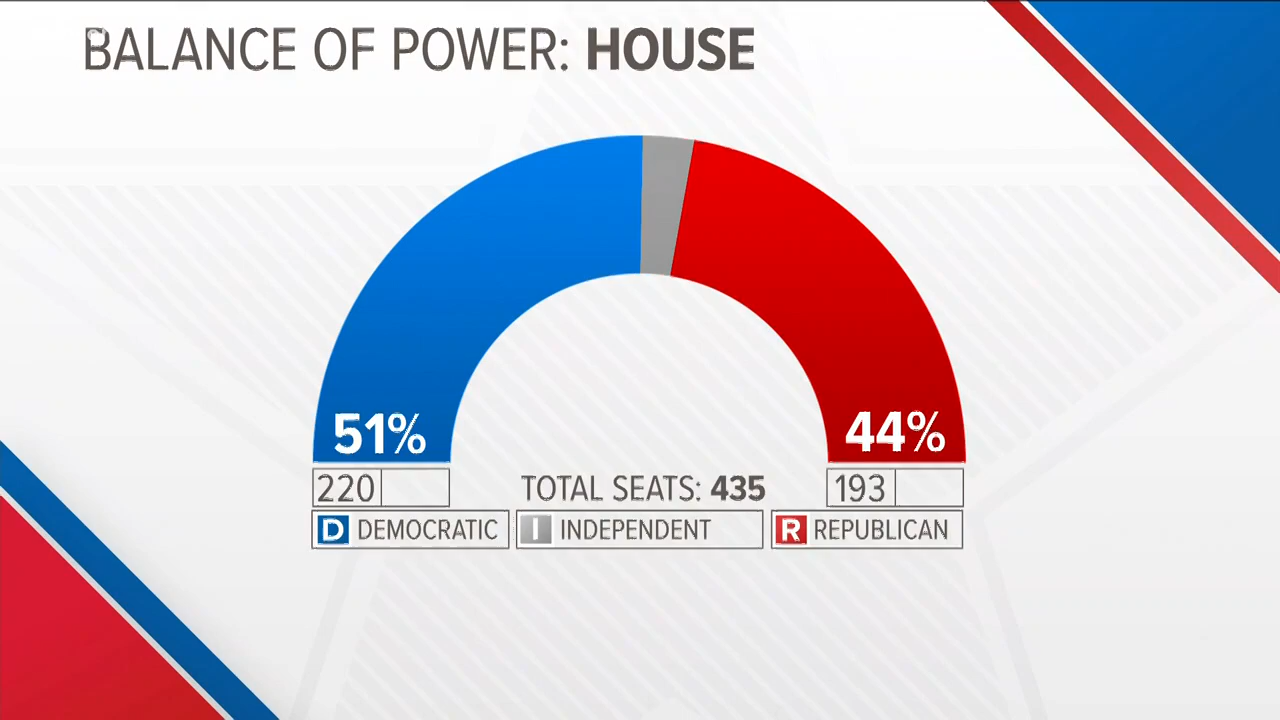 BALANCE OF POWER: HOUSE
51% 44%
220 TOTAL SEATS: 435 193
D DEMOCRATIC I INDEPENDENT R REPUBLICAN